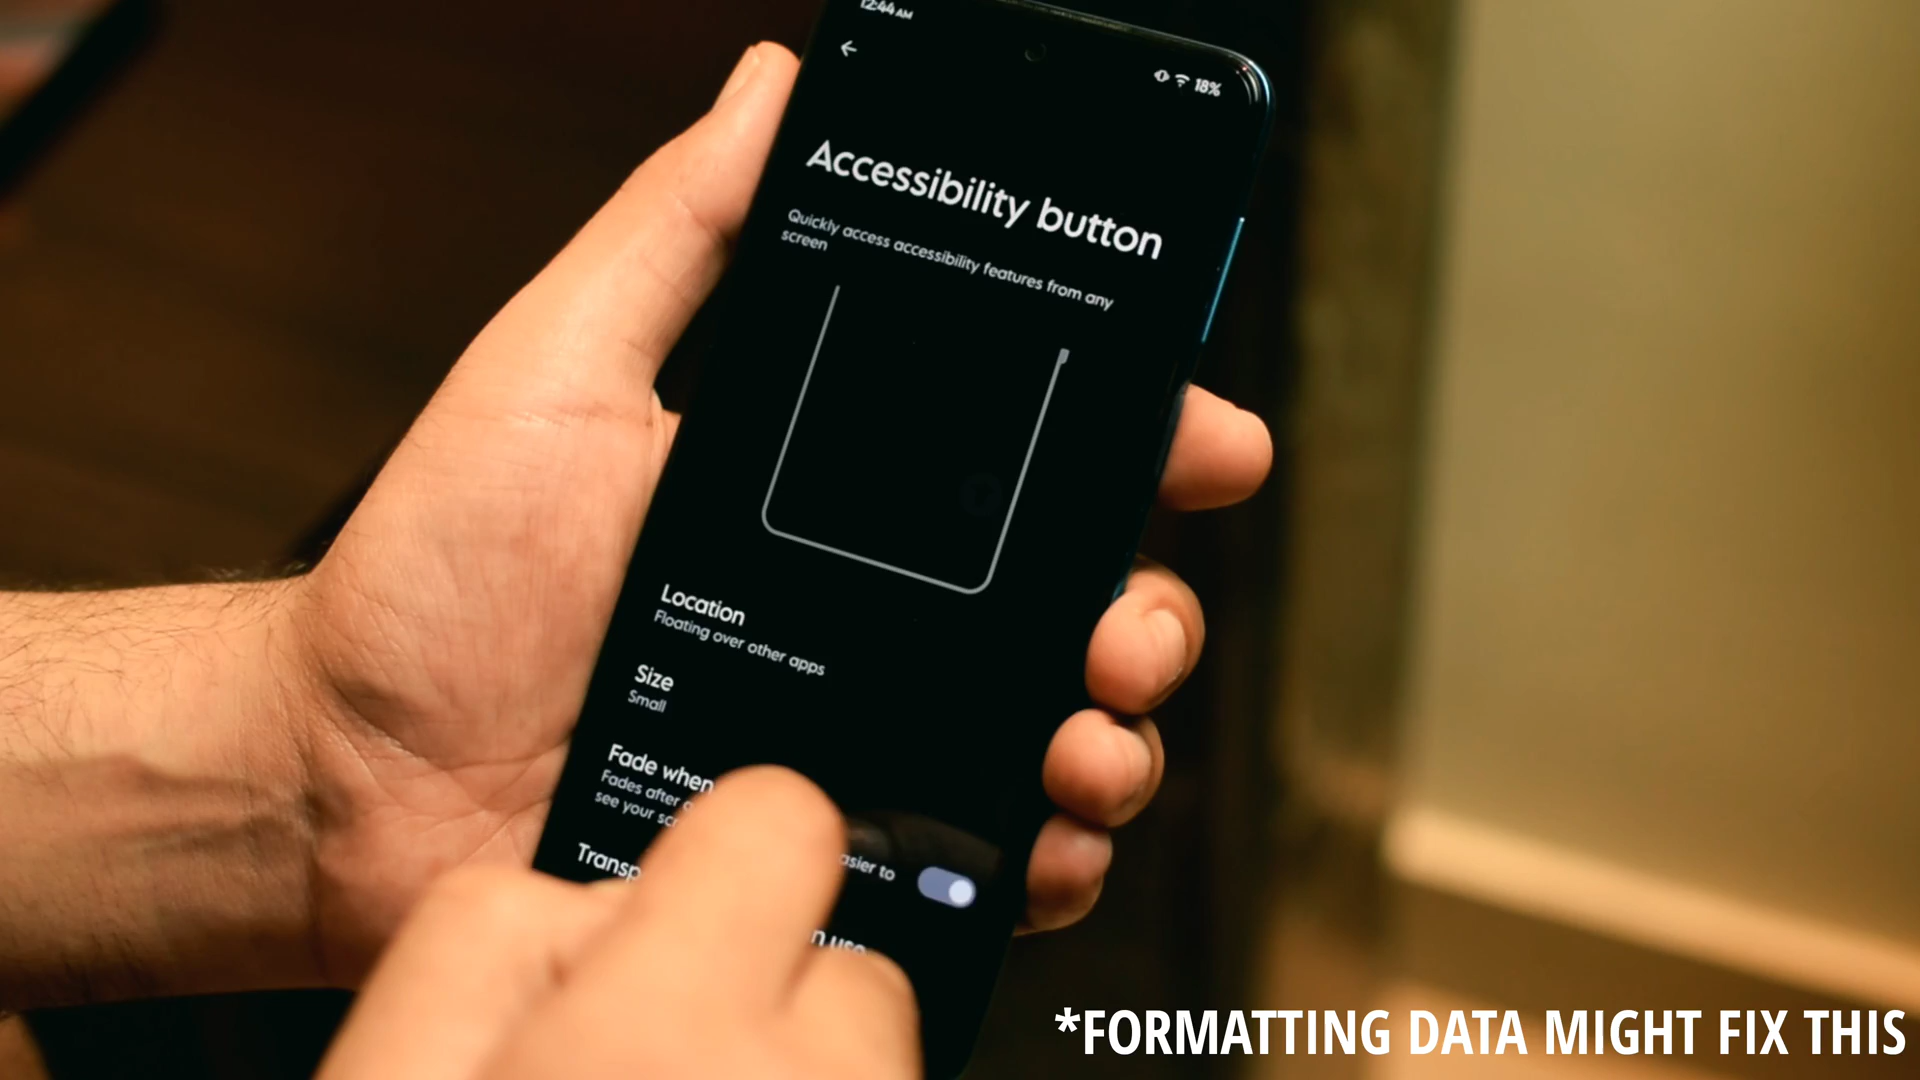 12:44 AM
18%
Accessibility button
Quickly access accessibility features from any
screen
Location
Floating over other apps
Size
Small
Fade when
Fades after
see your
asier to
Transp
n use
*FORMATTING DATA MIGHT FIX THIS